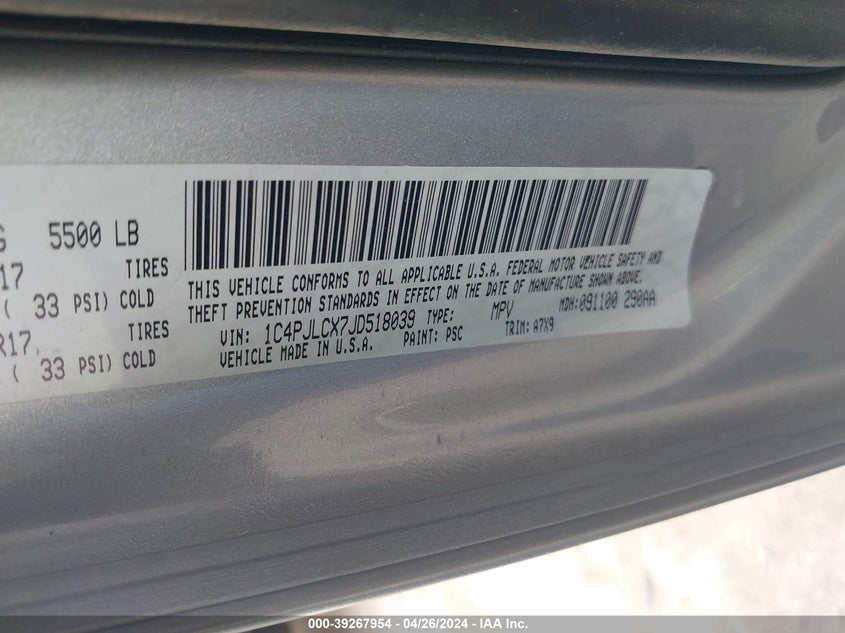 5500 LB
17 TIRES
( 33 PSI) COLD
R17 TIRES
( 33 PSI) COLD
THIS VEHICLE CONFORMS TO ALL APPLICABLE U.S.A. FEDERAL MOTOR VEHICLE SAFETY AND
THEFT PREVENTION STANDARDS IN EFFECT ON THE DATE OF MANUFACTURE SHOWN ABOVE.
VIN: 1C4PJLCX7JD518039 TYPE: MPV MDH:091100 290AA
VEHICLE MADE IN U.S.A. PAINT: PSC TRIM: A7X9
000-39267954 - 04/26/2024 - IAA Inc.